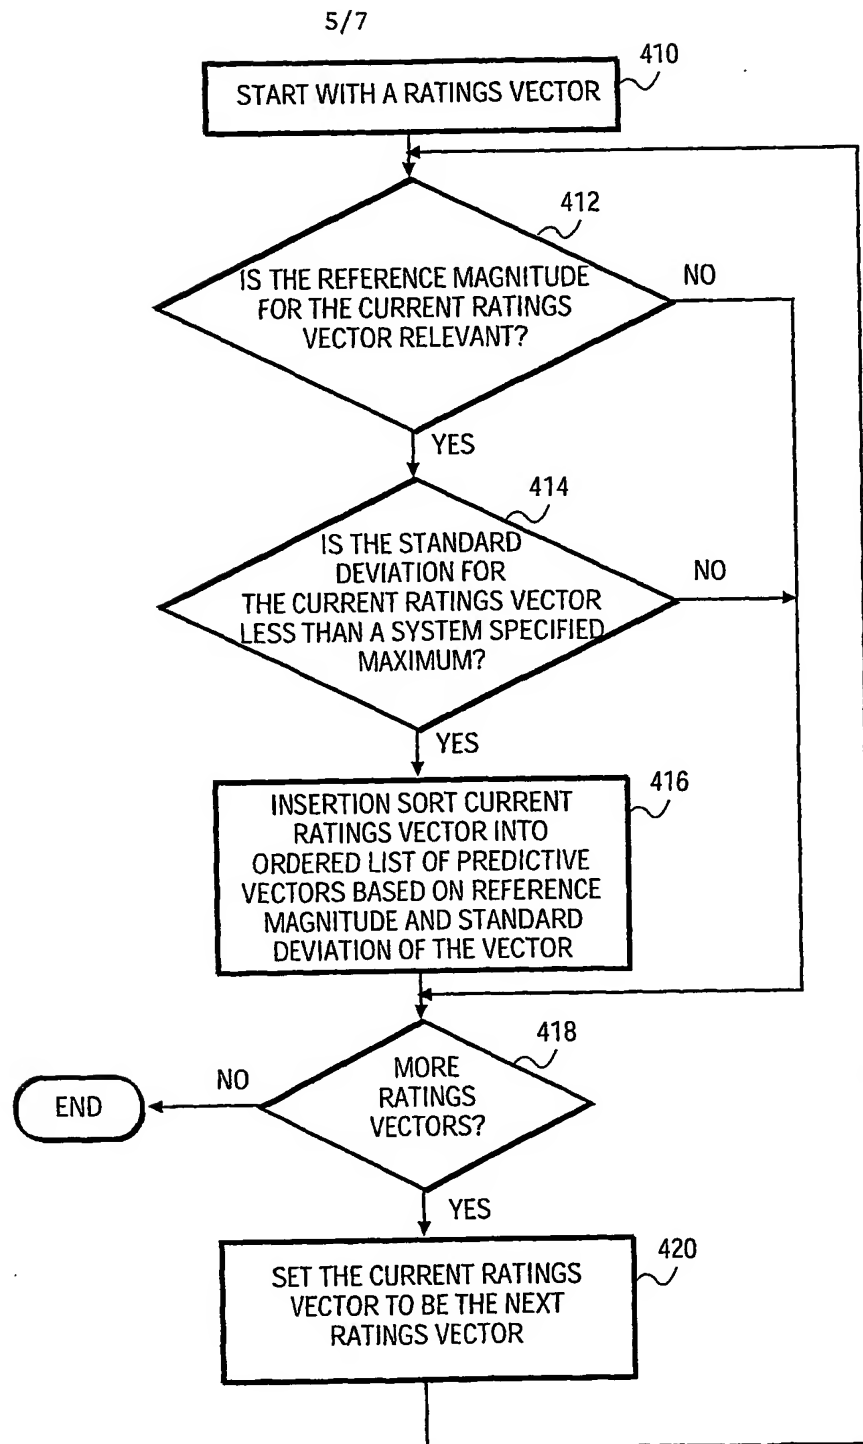 5/7
START WITH A RATINGS VECTOR
410
412
IS THE REFERENCE MAGNITUDE
FOR THE CURRENT RATINGS
VECTOR RELEVANT?
NO
YES
414
IS THE STANDARD
DEVIATION FOR
THE CURRENT RATINGS VECTOR
LESS THAN A SYSTEM SPECIFIED
MAXIMUM?
NO
YES
416
INSERTION SORT CURRENT
RATINGS VECTOR INTO
ORDERED LIST OF PREDICTIVE
VECTORS BASED ON REFERENCE
MAGNITUDE AND STANDARD
DEVIATION OF THE VECTOR
418
MORE
RATINGS
VECTORS?
NO
END
YES
420
SET THE CURRENT RATINGS
VECTOR TO BE THE NEXT
RATINGS VECTOR